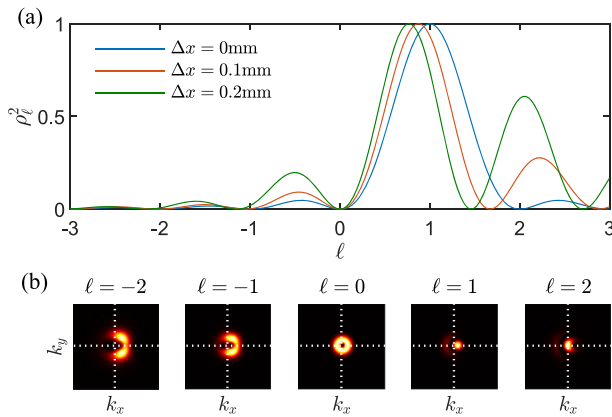 (a)
1
0.5
0
ρ²_ℓ
Δx = 0mm
Δx = 0.1mm
Δx = 0.2mm
-3 -2 -1 0 1 2 3
ℓ
(b)
ℓ = −2 ℓ = −1 ℓ = 0 ℓ = 1 ℓ = 2
k_y
k_x k_x k_x k_x k_x